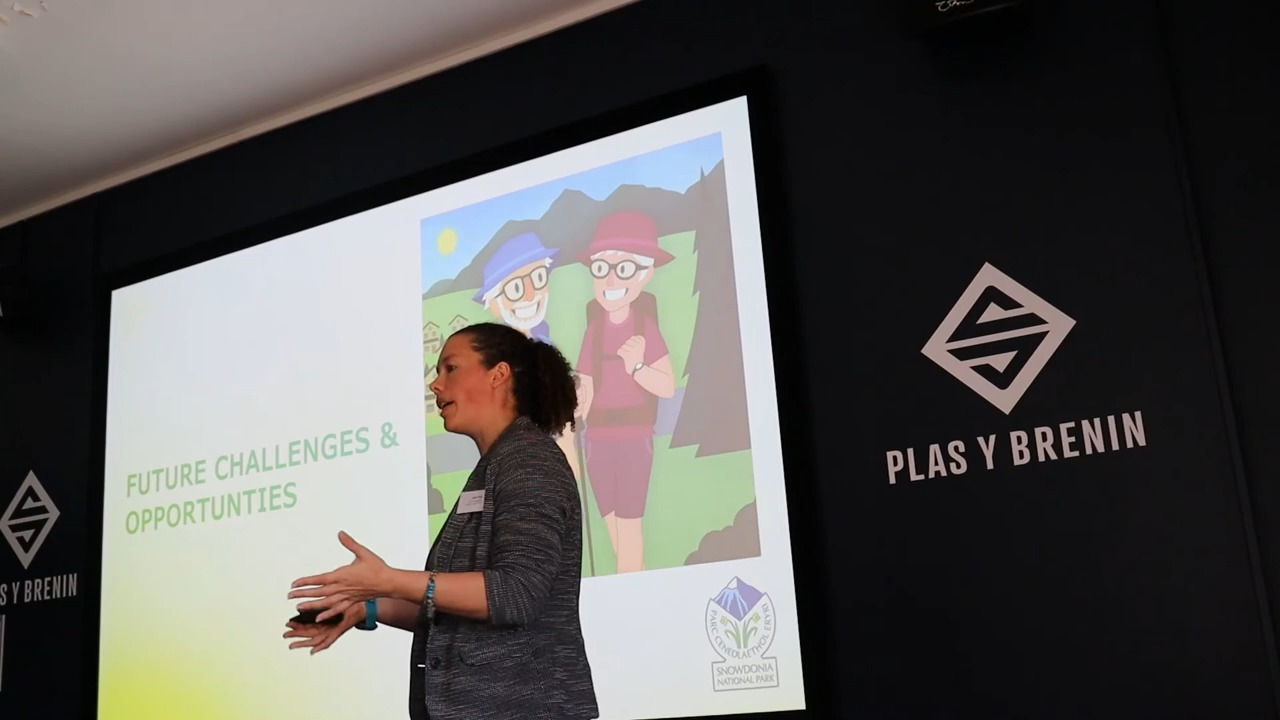 FUTURE CHALLENGES &
OPPORTUNTIES
PLAS Y BRENIN
S Y BRENIN
PARC CENEDLAETHOL ERYRI
SNOWDONIA
NATIONAL PARK